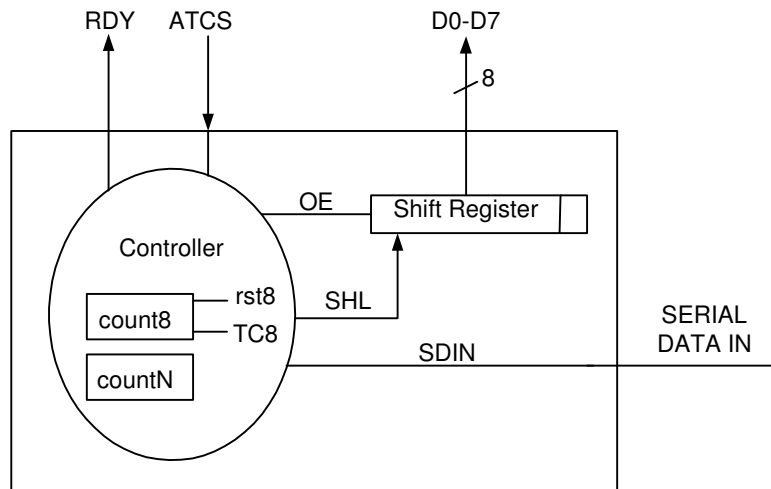 RDY ATCS D0-D7
8
OE Shift Register
Controller
rst8
count8
SHL
TC8
SERIAL
DATA IN
SDIN
countN